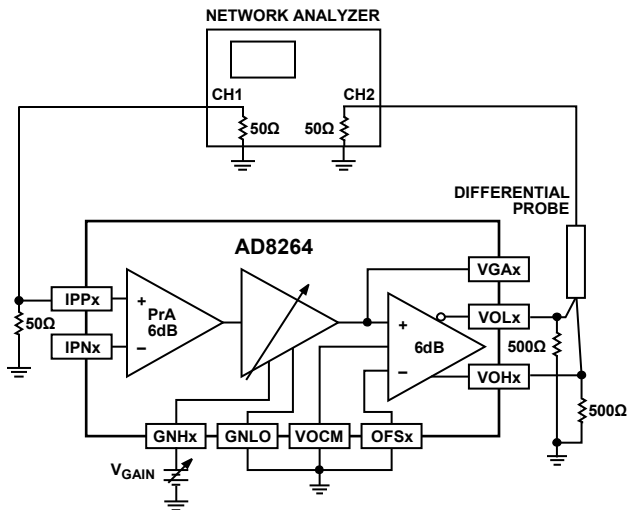 NETWORK ANALYZER
CH1
CH2
50Ω
50Ω
DIFFERENTIAL
PROBE
AD8264
VGAx
IPPx
+
PrA
6dB
–
+
6dB
–
VOLx
50Ω
IPNx
500Ω
VOHx
500Ω
GNHx
GNLO
VOCM
OFSx
VGAIN